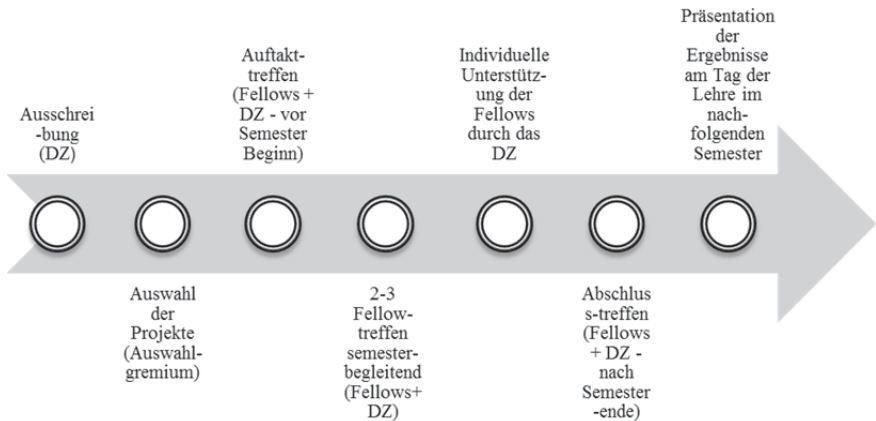 Ausschrei
-bung
(DZ)
Auswahl
der
Projekte
(Auswahl-
gremium)
Auftakt-
treffen
(Fellows +
DZ - vor
Semester
Beginn)
2-3
Fellow-
treffen
semester-
begleitend
(Fellows+
DZ)
Individuelle
Unterstütz-
ung der
Fellows
durch das
DZ
Abschlus
s-treffen
(Fellows
+ DZ -
nach
Semester
-ende)
Präsentation
der
Ergebnisse
am Tag der
Lehre im
nach-
folgenden
Semester